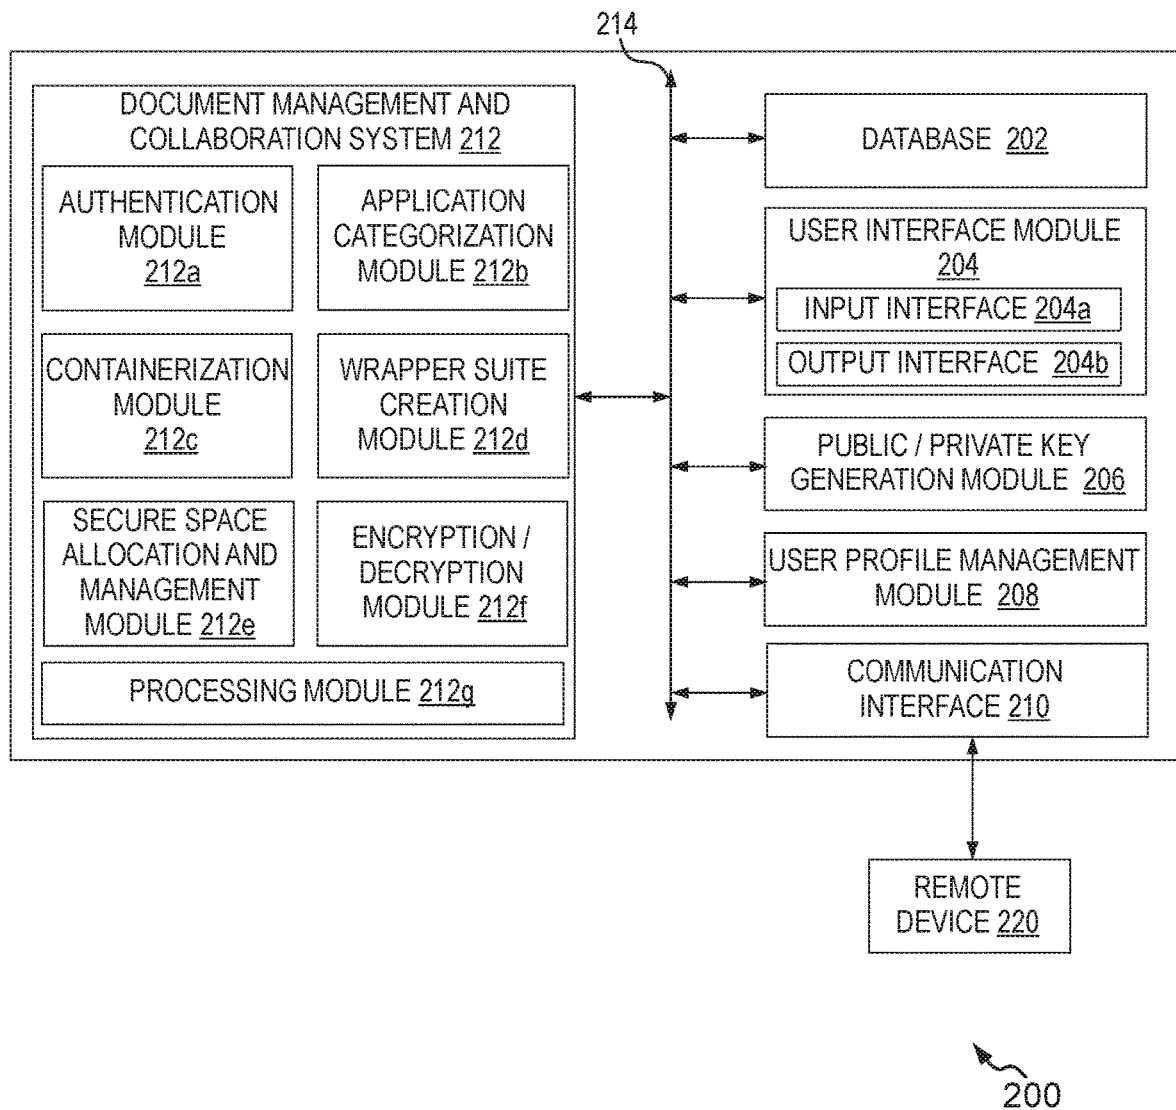 214
DOCUMENT MANAGEMENT AND
COLLABORATION SYSTEM 212
AUTHENTICATION
MODULE
212a
APPLICATION
CATEGORIZATION
MODULE 212b
CONTAINERIZATION
MODULE
212c
WRAPPER SUITE
CREATION
MODULE 212d
SECURE SPACE
ALLOCATION AND
MANAGEMENT
MODULE 212e
ENCRYPTION /
DECRYPTION
MODULE 212f
PROCESSING MODULE 212g
DATABASE 202
USER INTERFACE MODULE
204
INPUT INTERFACE 204a
OUTPUT INTERFACE 204b
PUBLIC / PRIVATE KEY
GENERATION MODULE 206
USER PROFILE MANAGEMENT
MODULE 208
COMMUNICATION
INTERFACE 210
REMOTE
DEVICE 220
200